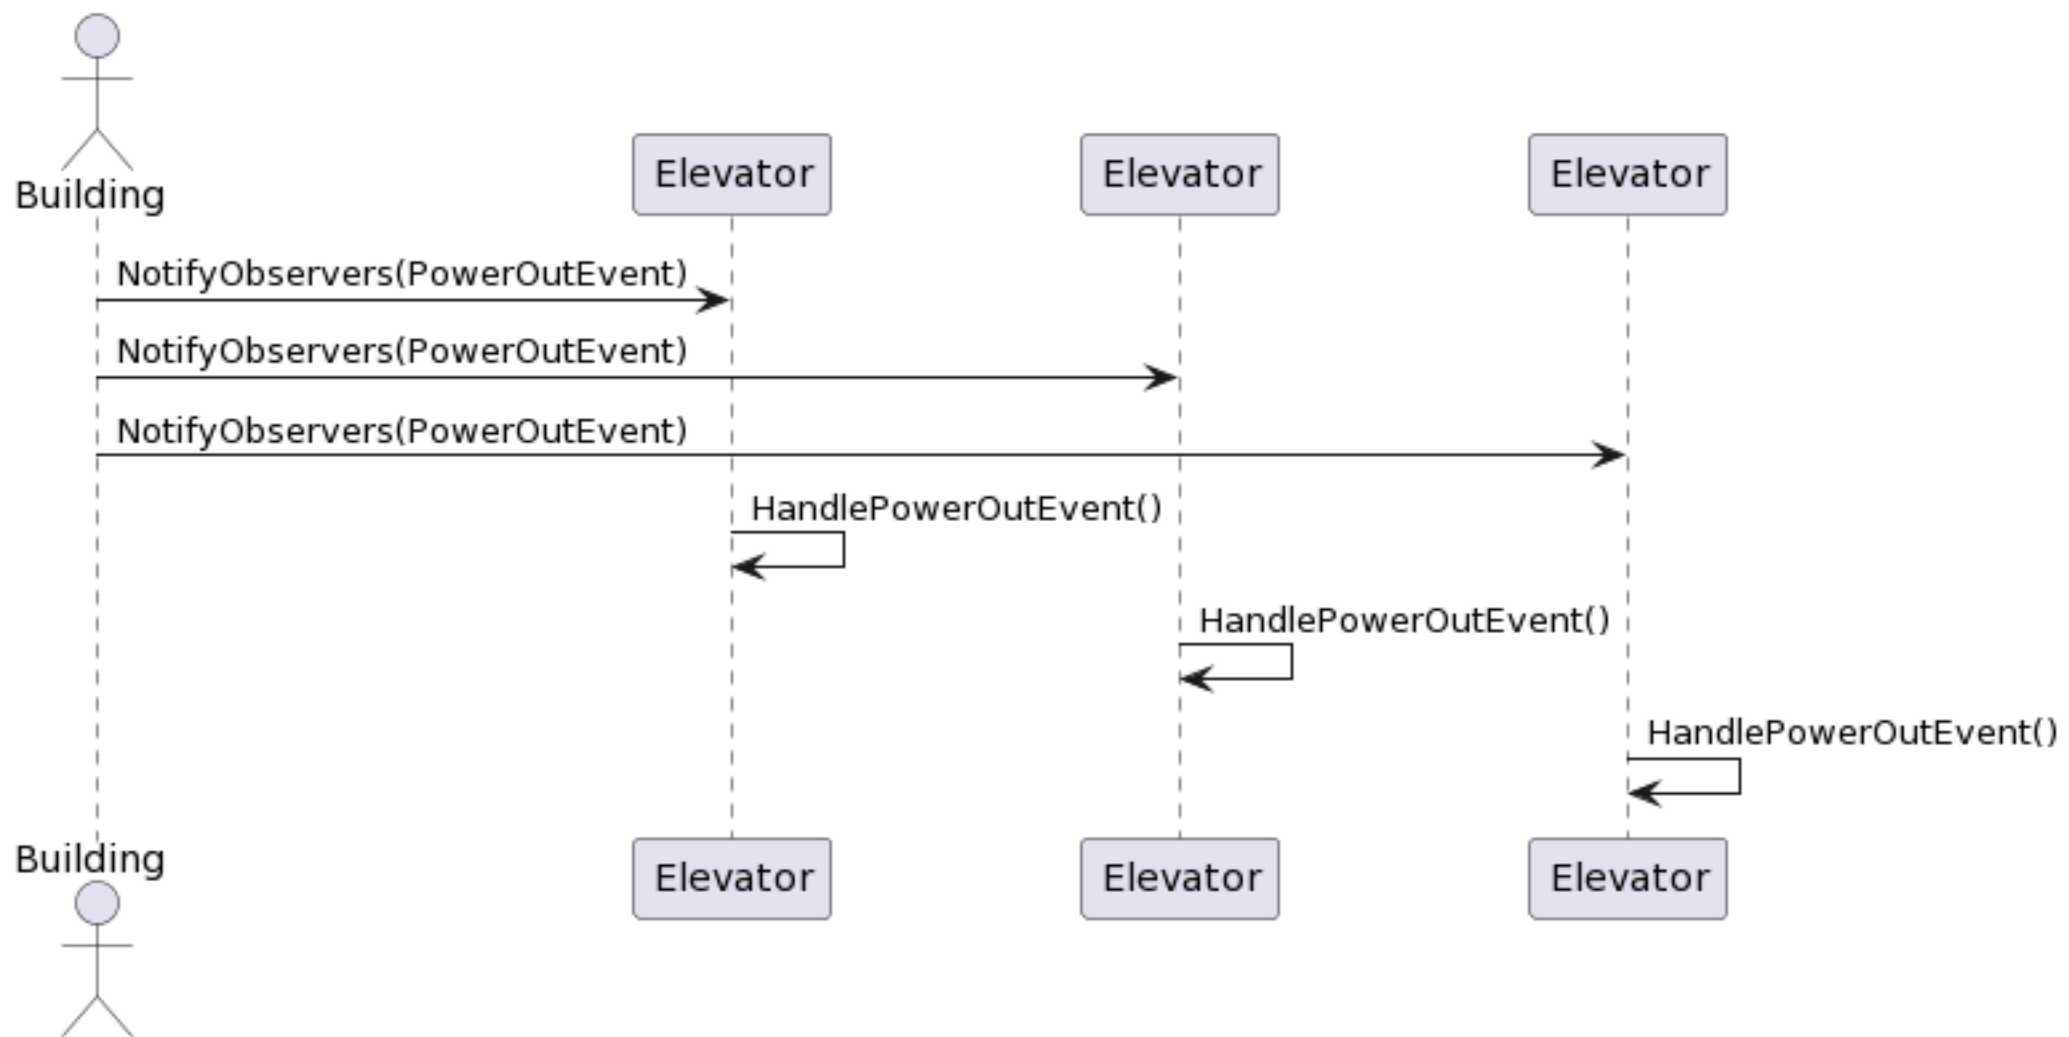 Building
Elevator
Elevator
Elevator
NotifyObservers(PowerOutEvent)
NotifyObservers(PowerOutEvent)
NotifyObservers(PowerOutEvent)
HandlePowerOutEvent()
HandlePowerOutEvent()
HandlePowerOutEvent()
Building
Elevator
Elevator
Elevator